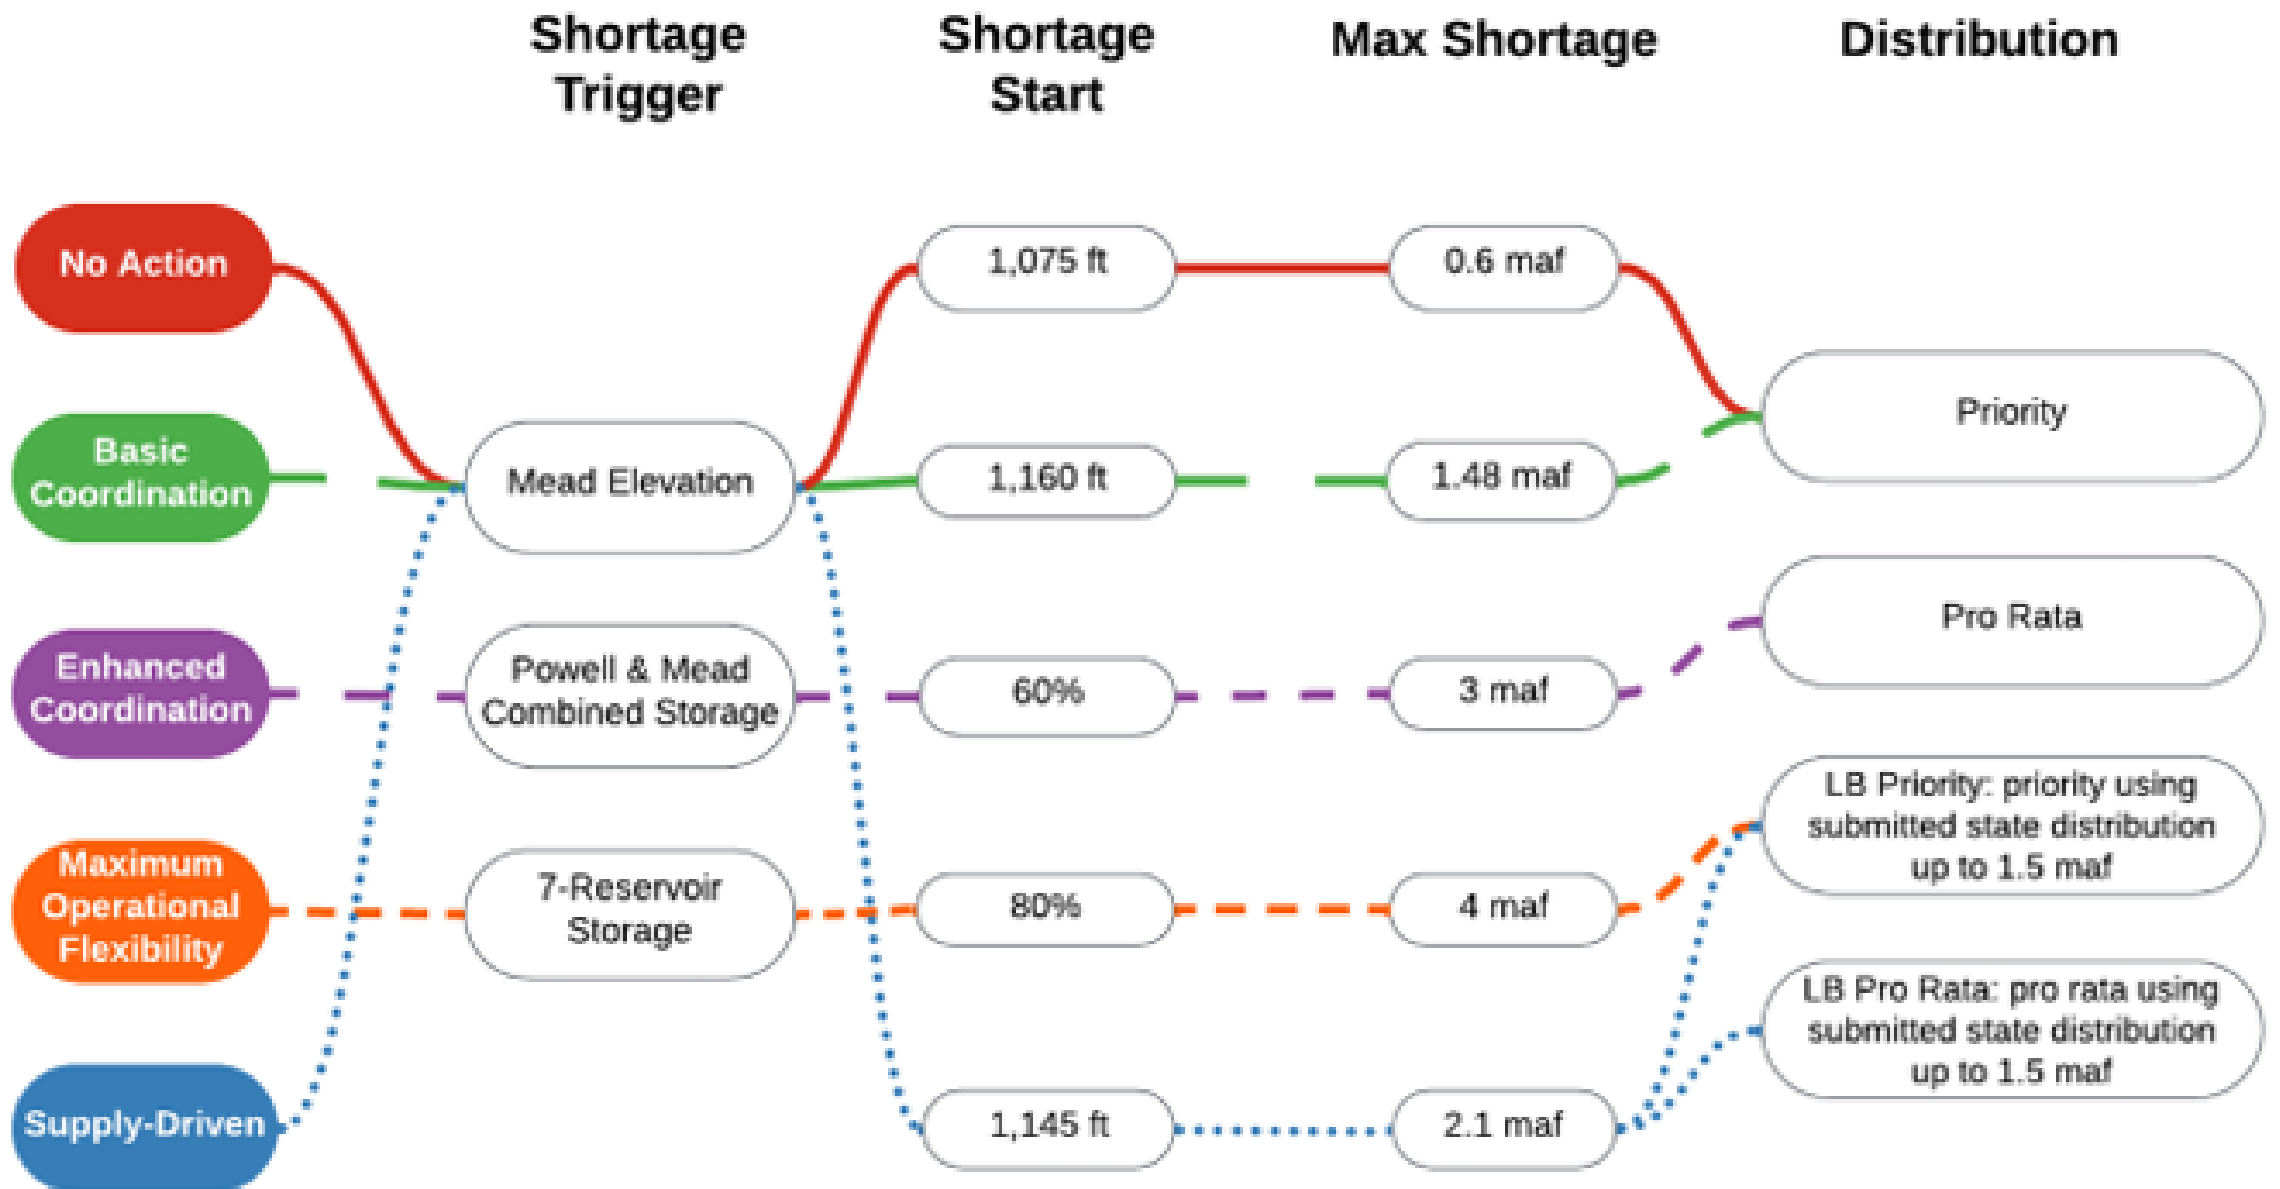 Shortage
Trigger
Shortage
Start
Max Shortage
Distribution
No Action
1,075 ft
0.6 maf
Priority
Basic
Coordination
Mead Elevation
1,160 ft
1.48 maf
Pro Rata
Enhanced
Coordination
Powell & Mead
Combined Storage
60%
3 maf
LB Priority: priority using
submitted state distribution
up to 1.5 maf
Maximum
Operational
Flexibility
7-Reservoir
Storage
80%
4 maf
LB Pro Rata: pro rata using
submitted state distribution
up to 1.5 maf
Supply-Driven
1,145 ft
2.1 maf